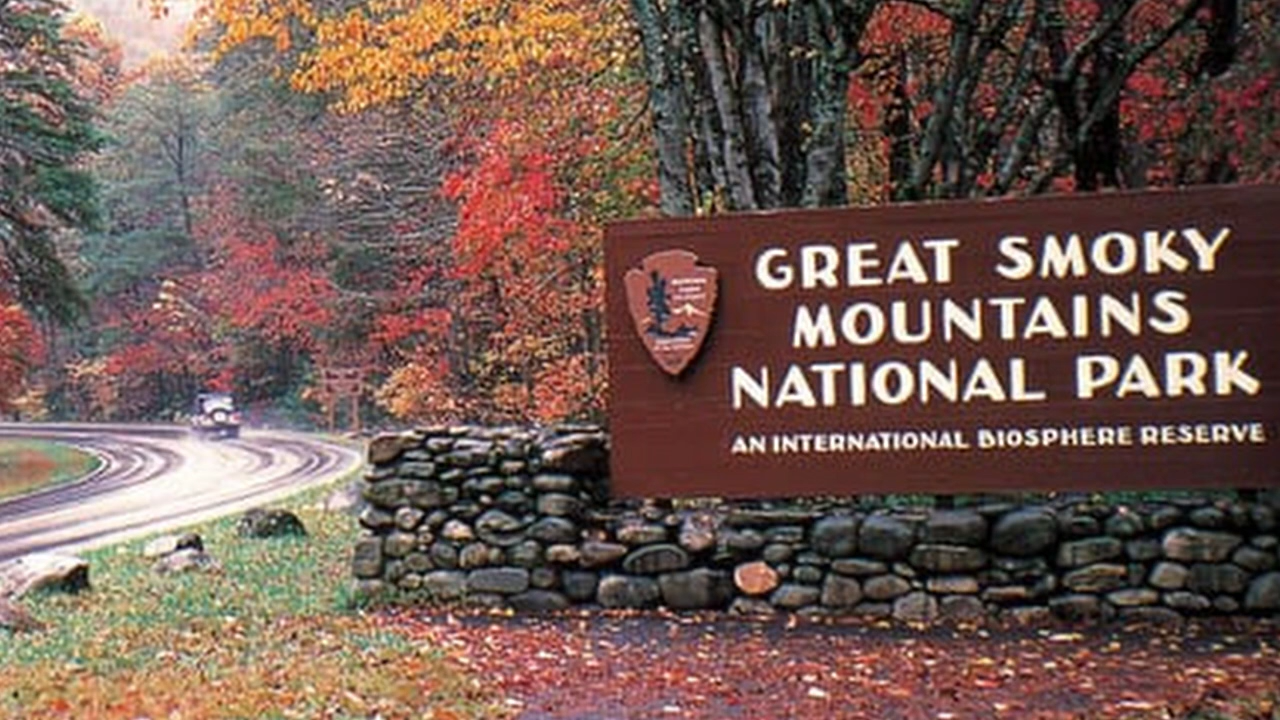 GREAT SMOKY
MOUNTAINS
NATIONAL PARK
AN INTERNATIONAL BIOSPHERE RESERVE